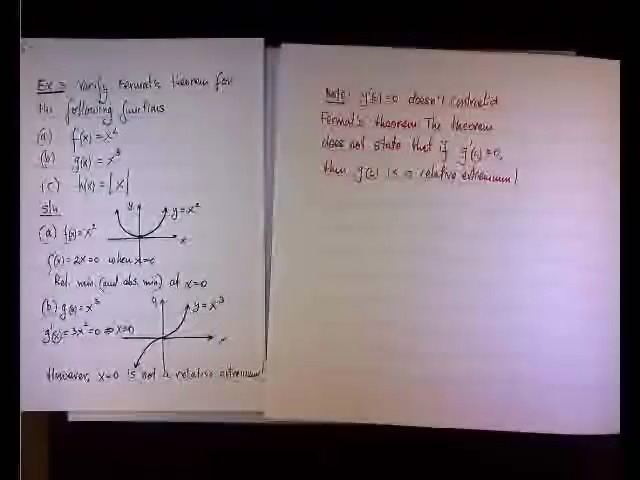 Ex: Varify Fermat's theorem for
the following functions
(a) f(x)=x²
(b) g(x)=x³
(c) h(x)=|x|
Sln
(a) f(x)=x²
y
y=x²
x
f'(x)=2x=0 when x=0
Rel. min. (and abs. min) at x=0
(b) g(x)=x³
y
y=x³
x
g'(x)=3x²=0 ⇒ x=0
However, x=0 is not a relative extremum!
Note: g'(0)=0 doesn't contradict
Fermat's theorem The theorem
does not state that if g'(c)=0,
then g(c) is a relative extremum!